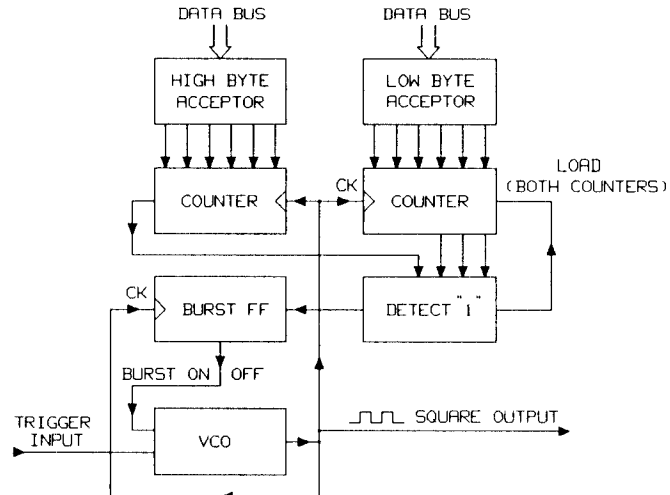 DATA BUS
DATA BUS
HIGH BYTE
ACCEPTOR
LOW BYTE
ACCEPTOR
LOAD
(BOTH COUNTERS)
COUNTER
CK
COUNTER
CK
BURST FF
DETECT "1"
BURST ON OFF
TRIGGER
INPUT
VCO
SQUARE OUTPUT